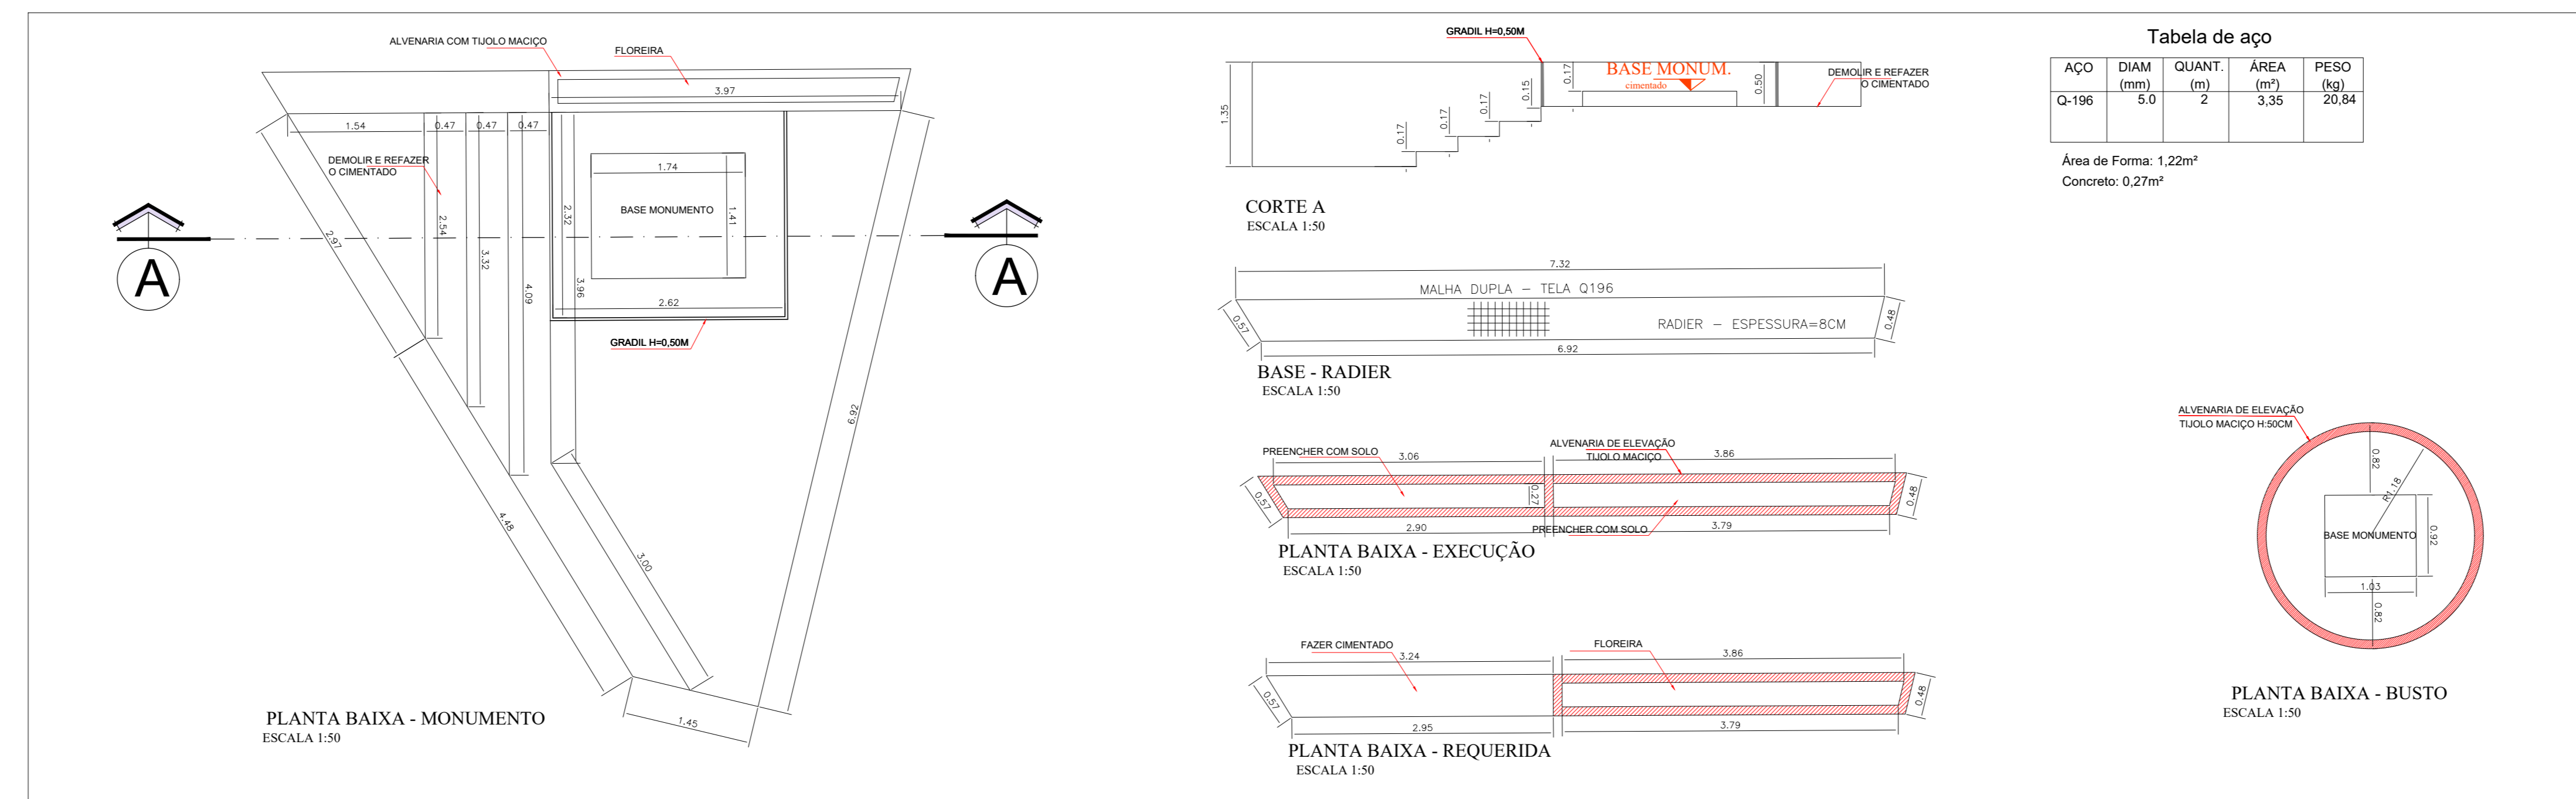 ALVENARIA COM TIJOLO MACIÇO
FLOREIRA
3.97
1.54
0.47
0.47
0.47
DEMOLIR E REFAZER
O CIMENTADO
1.74
BASE MONUMENTO
1.41
2.32
2.54
2.97
3.32
3.96
4.09
2.62
GRADIL H=0,50M
A
A
6.92
4.48
3.00
1.45
PLANTA BAIXA - MONUMENTO
ESCALA 1:50
GRADIL H=0,50M
1.35
0.17
0.17
0.17
0.15
0.17
BASE MONUM.
cimentado
0.50
DEMOLIR E REFAZER
O CIMENTADO
CORTE A
ESCALA 1:50
7.32
MALHA DUPLA – TELA Q196
RADIER – ESPESSURA=8CM
0.57
0.48
6.92
BASE - RADIER
ESCALA 1:50
PREENCHER COM SOLO
3.06
ALVENARIA DE ELEVAÇÃO
TIJOLO MACIÇO
3.86
0.57
0.27
0.48
2.90
PREENCHER COM SOLO
3.79
PLANTA BAIXA - EXECUÇÃO
ESCALA 1:50
FAZER CIMENTADO
3.24
FLOREIRA
3.86
0.57
0.48
2.95
3.79
PLANTA BAIXA - REQUERIDA
ESCALA 1:50
Tabela de aço
AÇO DIAM (mm) QUANT. (m) ÁREA (m²) PESO (kg)
Q-196 5.0 2 3,35 20,84
Área de Forma: 1,22m²
Concreto: 0,27m²
ALVENARIA DE ELEVAÇÃO
TIJOLO MACIÇO H:50CM
0.82
R1.18
BASE MONUMENTO
0.92
1.03
0.82
PLANTA BAIXA - BUSTO
ESCALA 1:50